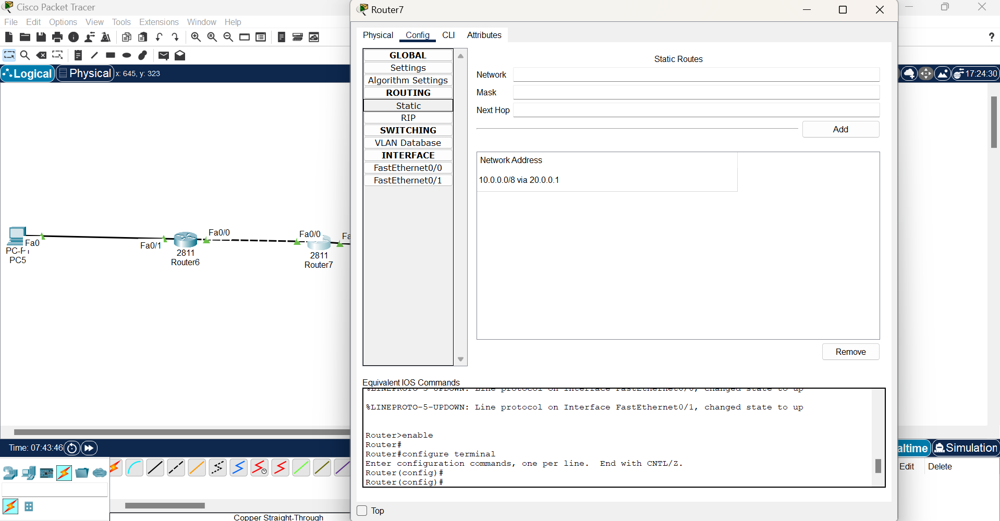 Cisco Packet Tracer
File Edit Options View Tools Extensions Window Help
Logical Physical x: 645, y: 323
Fa0
PC5
Fa0/1
2811
Router6
Fa0/0
Fa0/0
2811
Router7
Time: 07:43:46
Copper Straight-Through
Router7
Physical Config CLI Attributes
GLOBAL
Settings
Algorithm Settings
ROUTING
Static
RIP
SWITCHING
VLAN Database
INTERFACE
FastEthernet0/0
FastEthernet0/1
Static Routes
Network
Mask
Next Hop
Add
Network Address
10.0.0.0/8 via 20.0.0.1
Remove
Equivalent IOS Commands
%LINEPROTO-5-UPDOWN: Line protocol on Interface FastEthernet0/0, changed state to up
%LINEPROTO-5-UPDOWN: Line protocol on Interface FastEthernet0/1, changed state to up
Router>enable
Router#
Router#configure terminal
Enter configuration commands, one per line. End with CNTL/Z.
Router(config)#
Router(config)#
Top
?
17:24:30
altime Simulation
Edit Delete